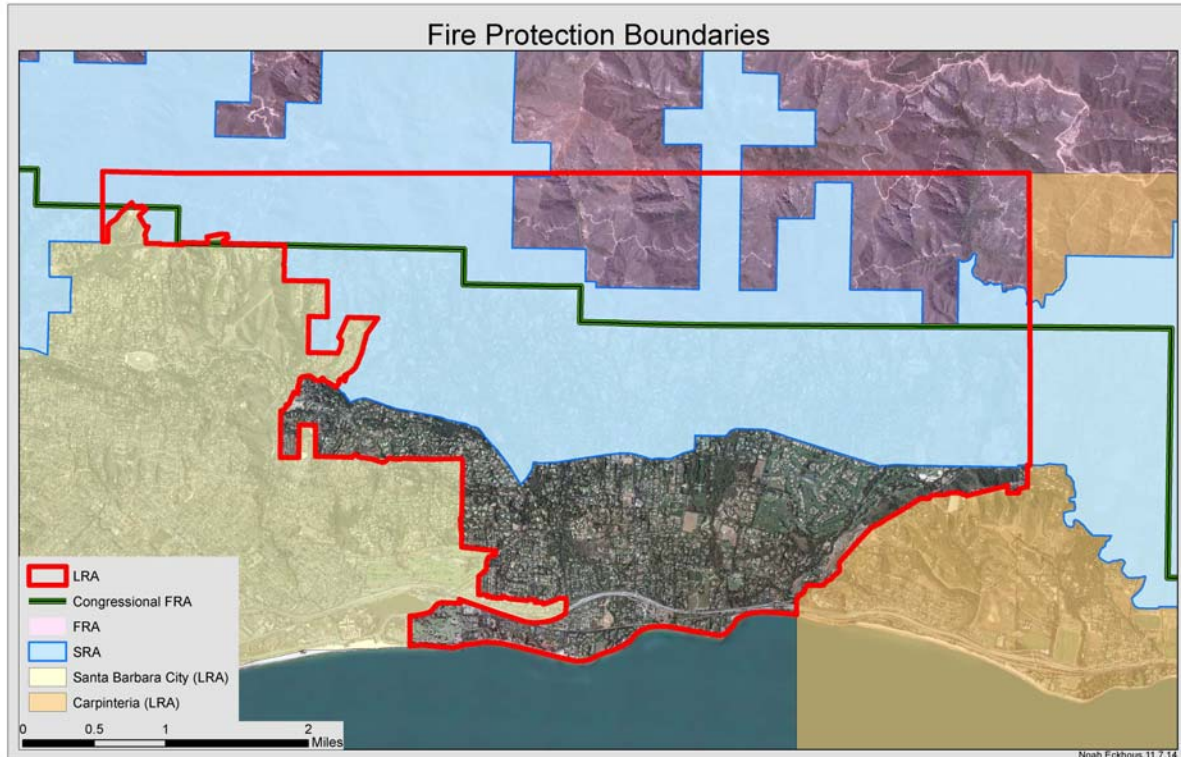 Fire Protection Boundaries
LRA
Congressional FRA
FRA
SRA
Santa Barbara City (LRA)
Carpinteria (LRA)
0 0.5 1 2
Miles
Noah Eckhous 11.7.14